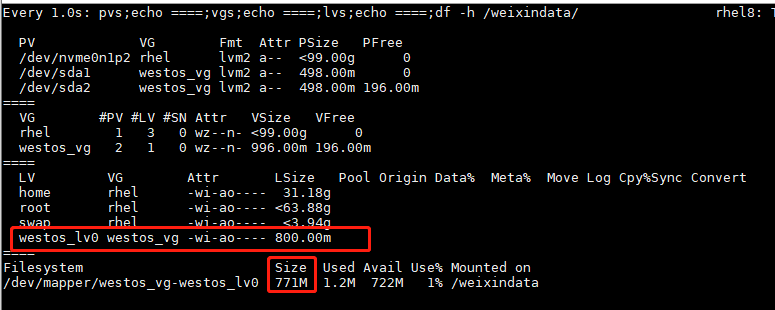 Every 1.0s: pvs;echo ====;vgs;echo ====;lvs;echo ====;df -h /weixindata/ rhel8: T
PV VG Fmt Attr PSize PFree
/dev/nvme0n1p2 rhel lvm2 a-- <99.00g 0
/dev/sda1 westos_vg lvm2 a-- 498.00m 0
/dev/sda2 westos_vg lvm2 a-- 498.00m 196.00m
====
VG #PV #LV #SN Attr VSize VFree
rhel 1 3 0 wz--n- <99.00g 0
westos_vg 2 1 0 wz--n- 996.00m 196.00m
====
LV VG Attr LSize Pool Origin Data% Meta% Move Log Cpy%Sync Convert
home rhel -wi-ao---- 31.18g
root rhel -wi-ao---- <63.88g
swap rhel -wi-ao---- <3.94g
westos_lv0 westos_vg -wi-ao---- 800.00m
====
Filesystem Size Used Avail Use% Mounted on
/dev/mapper/westos_vg-westos_lv0 771M 1.2M 722M 1% /weixindata